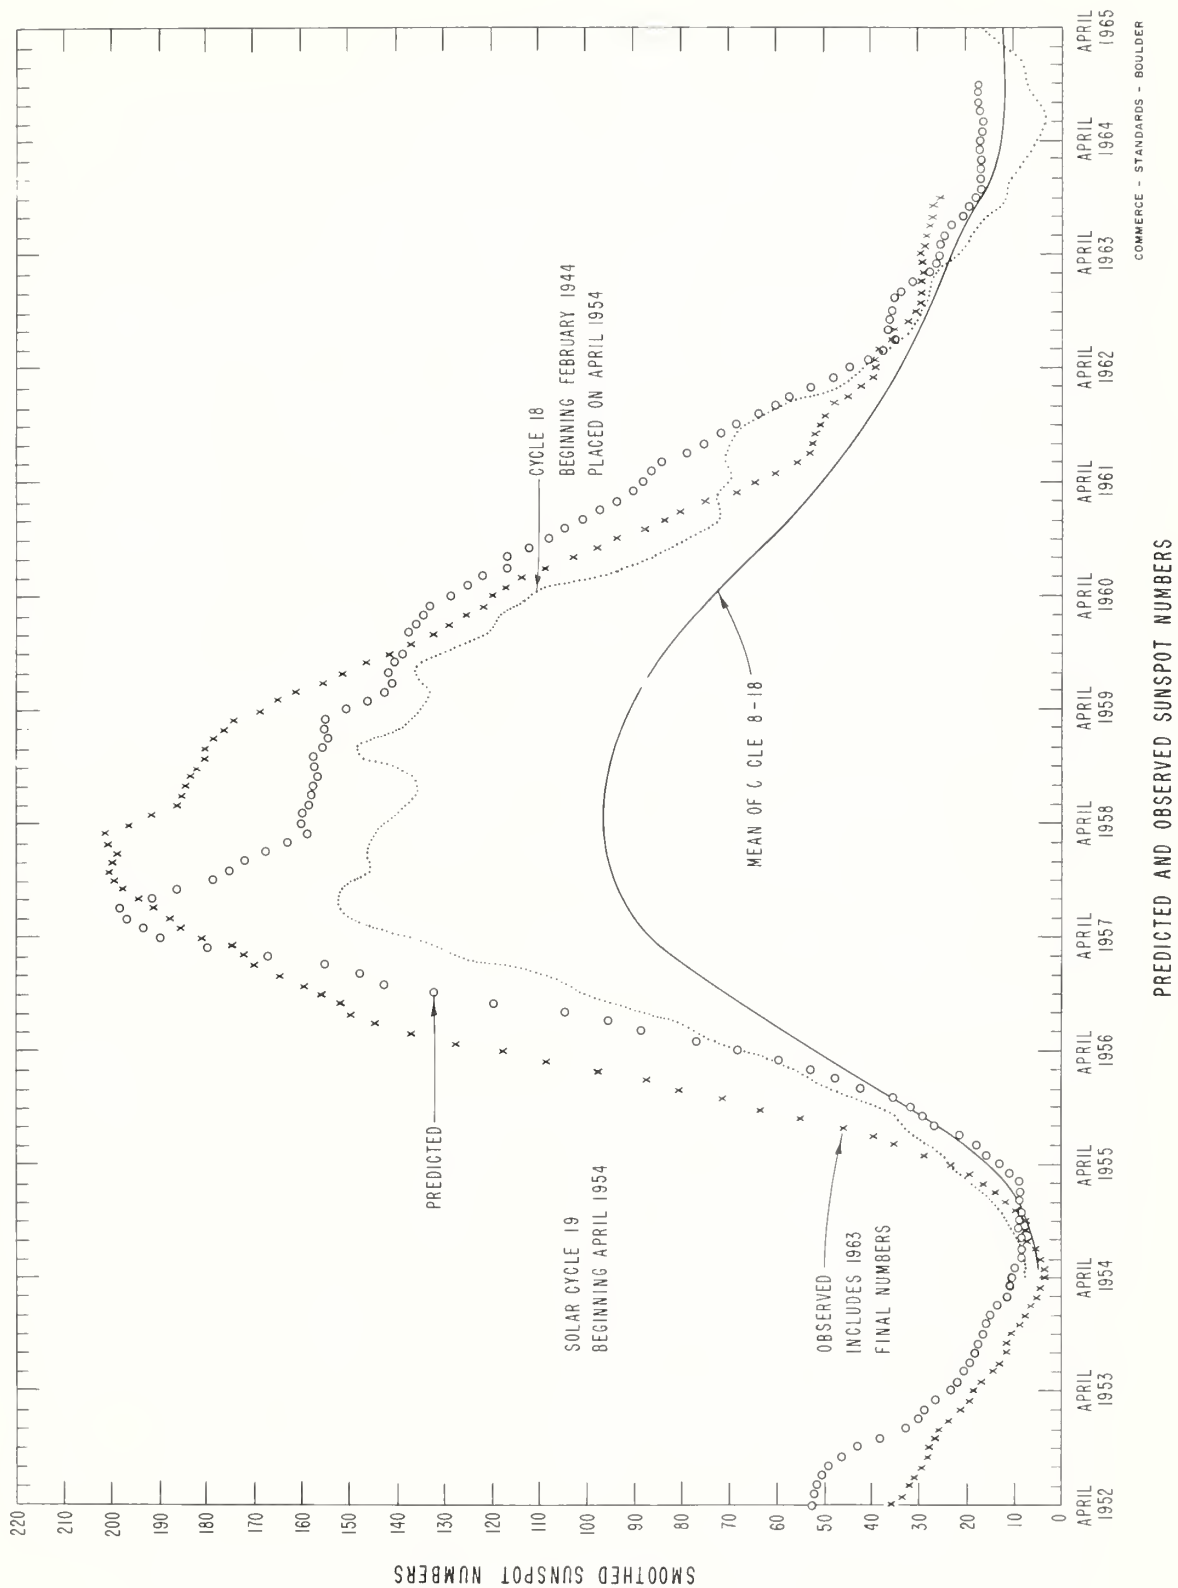 SMOOTHED SUNSPOT NUMBERS
220
210
200
190
180
170
160
150
140
130
120
110
100
90
80
70
60
50
40
30
20
10
0
PREDICTED
SOLAR CYCLE 19
BEGINNING APRIL 1954
OBSERVED
INCLUDES 1963
FINAL NUMBERS
CYCLE 18
BEGINNING FEBRUARY 1944
PLACED ON APRIL 1954
MEAN OF C CLE 8-18
APRIL
1952
APRIL
1953
APRIL
1954
APRIL
1955
APRIL
1956
APRIL
1957
APRIL
1958
APRIL
1959
APRIL
1960
APRIL
1961
APRIL
1962
APRIL
1963
APRIL
1964
APRIL
1965
COMMERCE - STANDARDS - BOULDER
PREDICTED AND OBSERVED SUNSPOT NUMBERS